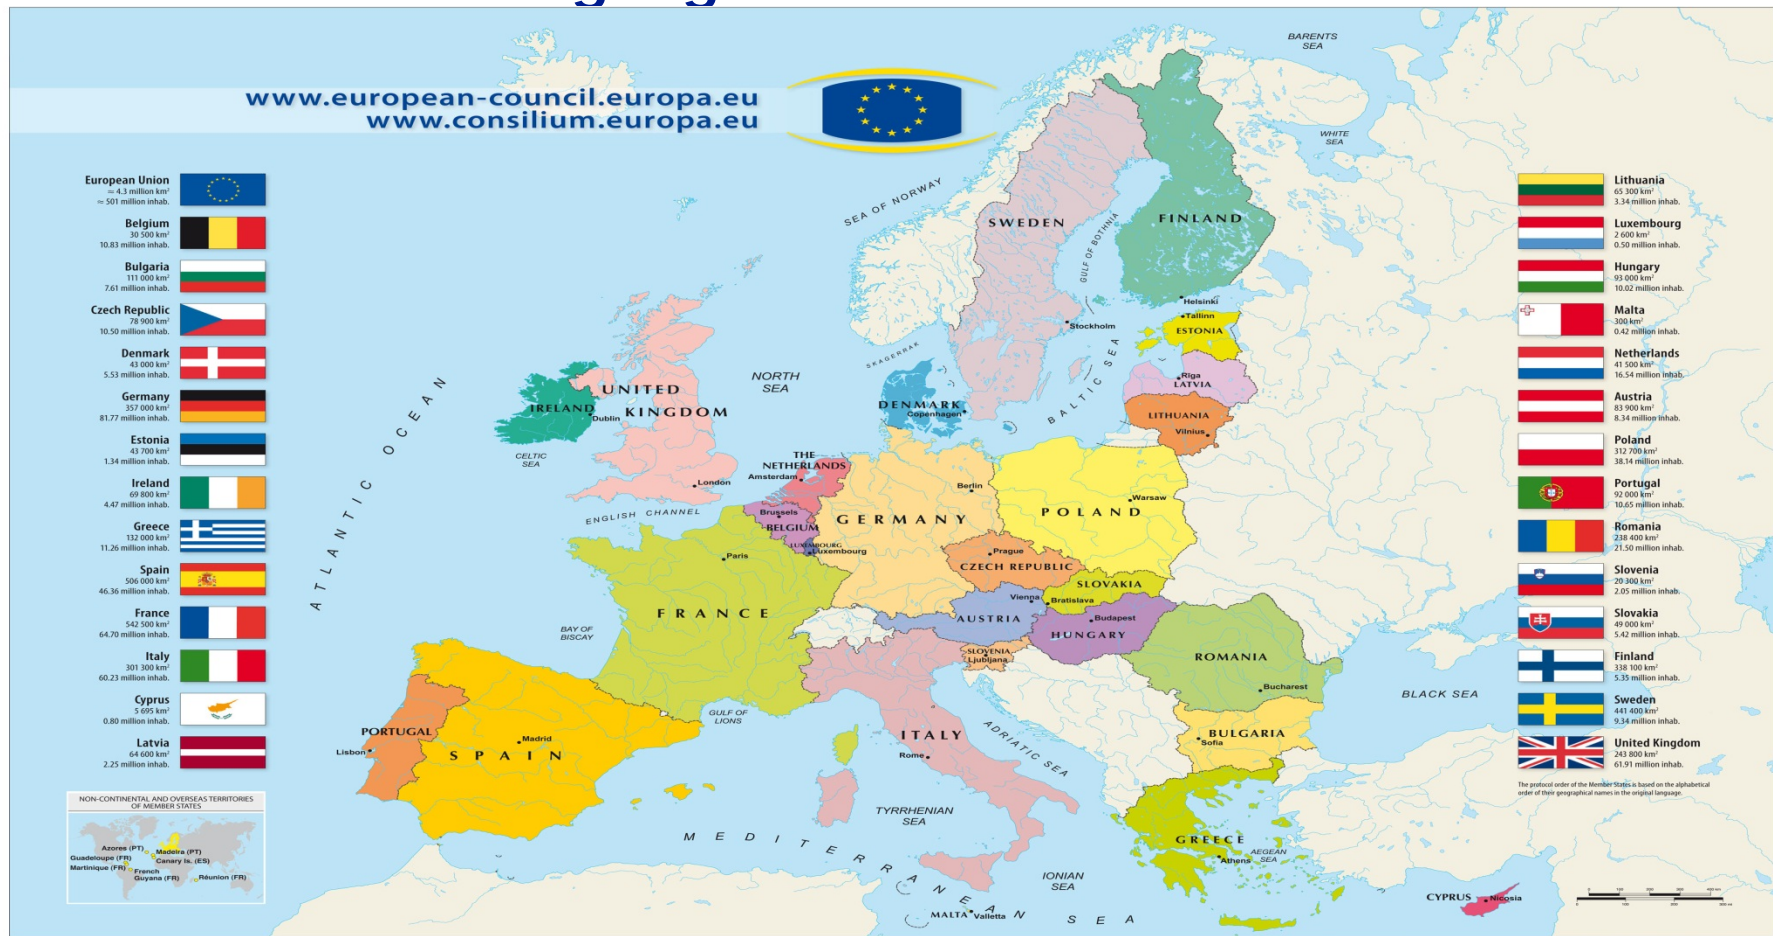 www.european-council.europa.eu
www.consilium.europa.eu
European Union
≈ 4.3 million km²
≈ 501 million inhab.
Belgium
30 500 km²
10.83 million inhab.
Bulgaria
111 000 km²
7.61 million inhab.
Czech Republic
78 900 km²
10.50 million inhab.
Denmark
43 000 km²
5.53 million inhab.
Germany
357 000 km²
81.77 million inhab.
Estonia
43 700 km²
1.34 million inhab.
Ireland
69 800 km²
4.47 million inhab.
Greece
132 000 km²
11.26 million inhab.
Spain
506 000 km²
46.36 million inhab.
France
542 500 km²
64.70 million inhab.
Italy
301 300 km²
60.23 million inhab.
Cyprus
5 695 km²
0.80 million inhab.
Latvia
64 600 km²
2.25 million inhab.
NON-CONTINENTAL AND OVERSEAS TERRITORIES
OF MEMBER STATES
Azores (PT)
Madeira (PT)
Guadeloupe (FR)
Canary Is. (ES)
Martinique (FR)
French
Guyana (FR)
Réunion (FR)
BARENTS
SEA
WHITE
SEA
SEA OF NORWAY
SWEDEN
FINLAND
GULF OF BOTHNIA
Helsinki
Tallinn
Stockholm
ESTONIA
SKAGERRAK
BALTIC SEA
NORTH
SEA
Riga
LATVIA
UNITED
KINGDOM
IRELAND
Dublin
DENMARK
Copenhagen
LITHUANIA
Vilnius
CELTIC
SEA
ATLANTIC OCEAN
London
THE
NETHERLANDS
Amsterdam
Berlin
Warsaw
ENGLISH CHANNEL
Brussels
BELGIUM
GERMANY
POLAND
LUXEMBOURG
Luxembourg
Paris
Prague
CZECH REPUBLIC
SLOVAKIA
Vienna
Bratislava
FRANCE
AUSTRIA
Budapest
HUNGARY
BAY OF
BISCAY
SLOVENIA
Ljubljana
ROMANIA
Bucharest
BLACK SEA
GULF OF
LIONS
PORTUGAL
Lisbon
Madrid
SPAIN
ITALY
Rome
ADRIATIC SEA
BULGARIA
Sofia
TYRRHENIAN
SEA
MEDITERRANEAN SEA
GREECE
Athens
AEGEAN
SEA
IONIAN
SEA
MALTA
Valletta
CYPRUS
Nicosia
Lithuania
65 300 km²
3.34 million inhab.
Luxembourg
2 600 km²
0.50 million inhab.
Hungary
93 000 km²
10.02 million inhab.
Malta
300 km²
0.42 million inhab.
Netherlands
41 500 km²
16.54 million inhab.
Austria
83 900 km²
8.34 million inhab.
Poland
312 700 km²
38.14 million inhab.
Portugal
92 000 km²
10.65 million inhab.
Romania
238 400 km²
21.50 million inhab.
Slovenia
20 300 km²
2.05 million inhab.
Slovakia
49 000 km²
5.42 million inhab.
Finland
338 100 km²
5.35 million inhab.
Sweden
441 400 km²
9.34 million inhab.
United Kingdom
243 800 km²
61.91 million inhab.
The protocol order of the Member States is based on the alphabetical
order of their geographical names in the original language.